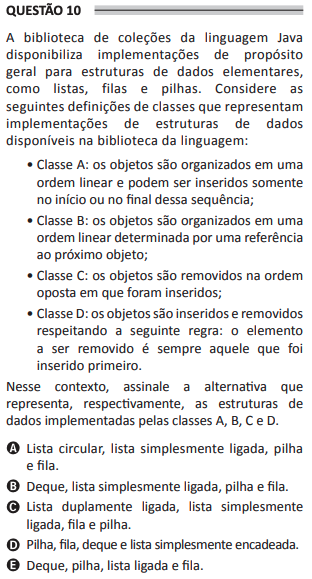 QUESTÃO 10
A biblioteca de coleções da linguagem Java
disponibiliza implementações de propósito
geral para estruturas de dados elementares,
como listas, filas e pilhas. Considere as
seguintes definições de classes que representam
implementações de estruturas de dados
disponíveis na biblioteca da linguagem:
• Classe A: os objetos são organizados em uma
ordem linear e podem ser inseridos somente
no início ou no final dessa sequência;
• Classe B: os objetos são organizados em uma
ordem linear determinada por uma referência
ao próximo objeto;
• Classe C: os objetos são removidos na ordem
oposta em que foram inseridos;
• Classe D: os objetos são inseridos e removidos
respeitando a seguinte regra: o elemento
a ser removido é sempre aquele que foi
inserido primeiro.
Nesse contexto, assinale a alternativa que
representa, respectivamente, as estruturas de
dados implementadas pelas classes A, B, C e D.
A Lista circular, lista simplesmente ligada, pilha
e fila.
B Deque, lista simplesmente ligada, pilha e fila.
C Lista duplamente ligada, lista simplesmente
ligada, fila e pilha.
D Pilha, fila, deque e lista simplesmente encadeada.
E Deque, pilha, lista ligada e fila.